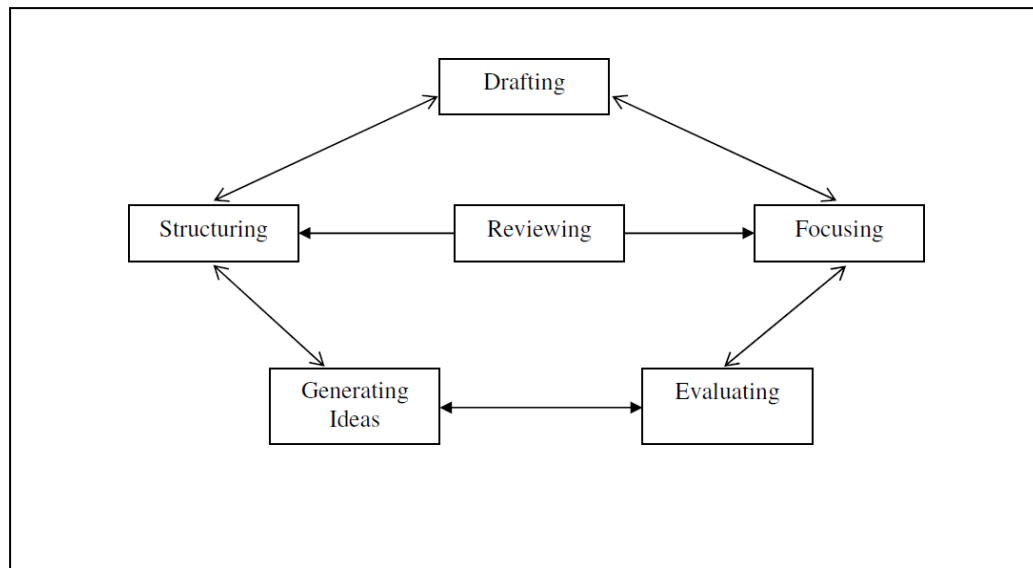 Drafting
Structuring
Reviewing
Focusing
Generating
Ideas
Evaluating